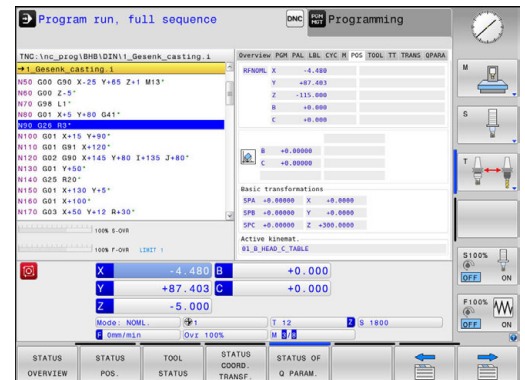 Program run, full sequence
DNC
PGM MGT
Programming
TNC:\nc_prog\BHB\DIN\1_Gesenk_casting.i
→1_Gesenk_casting.i
N50 G00 G90 X-25 Y+65 Z+1 M13*
N60 G00 Z-5*
N70 G98 L1*
N80 G01 X+5 Y+80 G41*
N90 G26 R3*
N100 G01 X+15 Y+90*
N110 G01 G91 X+120*
N120 G02 G90 X+145 Y+80 I+135 J+80*
N130 G01 Y+50*
N140 G25 R20*
N150 G01 X+130 Y+5*
N160 G01 X+100*
N170 G03 X+50 Y+12 R+30*
100% S-OVR
100% F-OVR LIMIT 1
Overview PGM PAL LBL CYC M POS TOOL TT TRANS QPARA
RFNOML X -4.480
Y +87.403
Z -115.000
B +0.000
C +0.000
B +0.00000
C +0.00000
Basic transformations
SPA +0.00000 X +0.0000
SPB +0.00000 Y +0.0000
SPC +0.00000 Z +300.0000
Active kinemat.
01_B_HEAD_C_TABLE
X -4.480 B +0.000
Y +87.403 C +0.000
Z -5.000
Mode: NOML. 1 T 12 Z S 1800
F 0mm/min Ovr 100% M 5/9
M
S
T
S100%
OFF ON
F100%
OFF ON
STATUS OVERVIEW
STATUS POS.
TOOL STATUS
STATUS COORD. TRANSF.
STATUS OF Q PARAM.